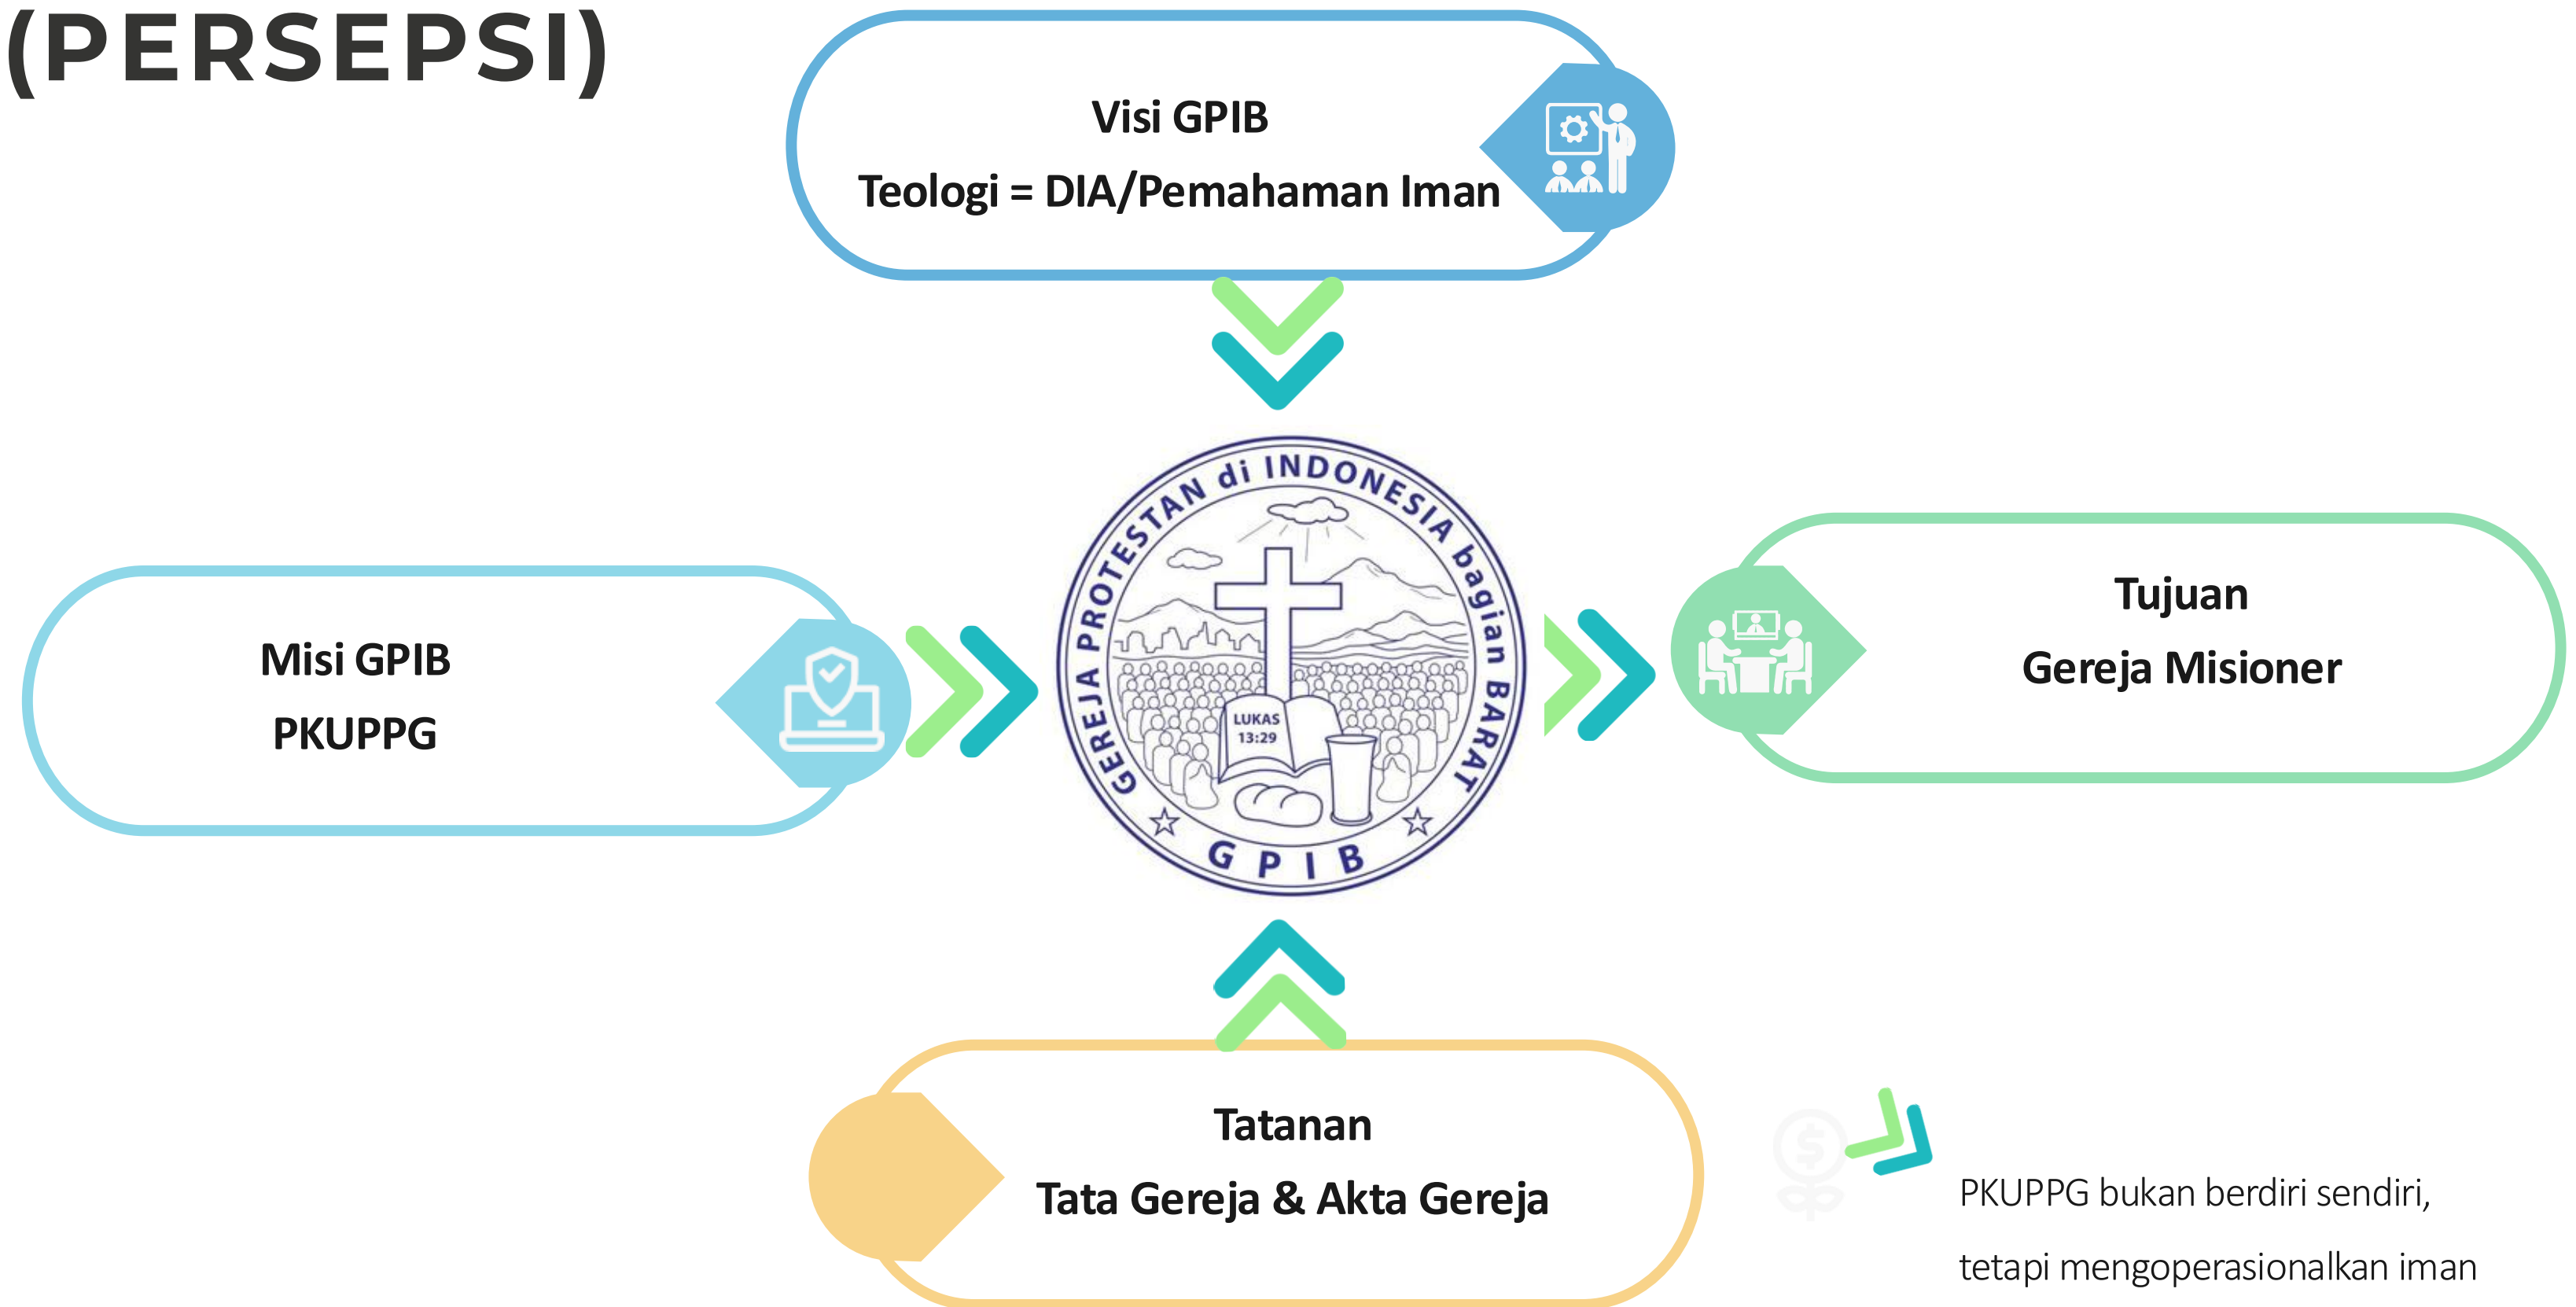 (PERSEPSI)
Visi GPIB
Teologi = DIA/Pemahaman Iman
GEREJA PROTESTAN di INDONESIA bagian BARAT
LUKAS
13:29
GPIB
Misi GPIB
PKUPPG
Tujuan
Gereja Misioner
Tatanan
Tata Gereja & Akta Gereja
$
PKUPPG bukan berdiri sendiri,
tetapi mengoperasionalkan iman